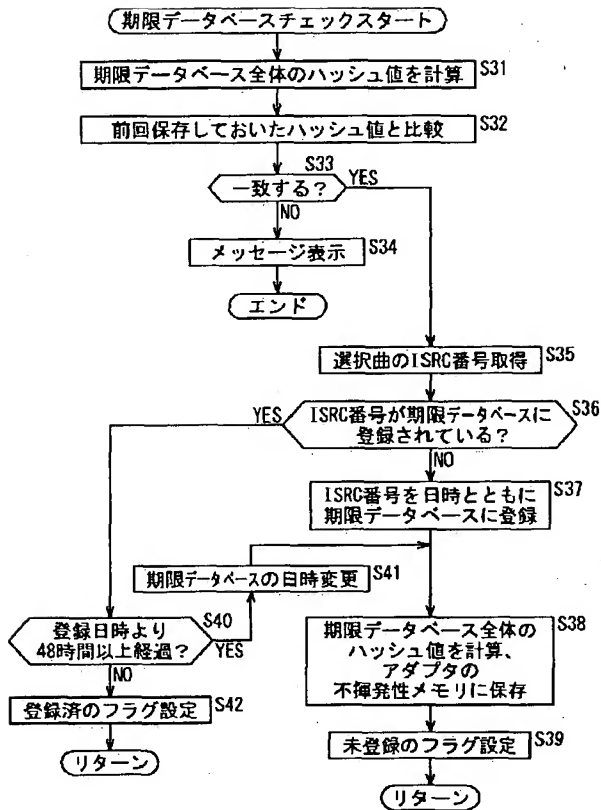 期限データベースチェックスタート
期限データベース全体のハッシュ値を計算 S31
前回保存しておいたハッシュ値と比較 S32
S33
一致する? YES
NO
メッセージ表示 S34
エンド
選択曲のISRC番号取得 S35
YES ISRC番号が期限データベースに S36
登録されている?
NO
ISRC番号を日時とともに S37
期限データベースに登録
期限データベースの日時変更 S41
登録日時より S40
48時間以上経過? YES
NO
登録済のフラグ設定 S42
リターン
期限データベース全体の S38
ハッシュ値を計算、
アダプタの
不揮発性メモリに保存
未登録のフラグ設定 S39
リターン